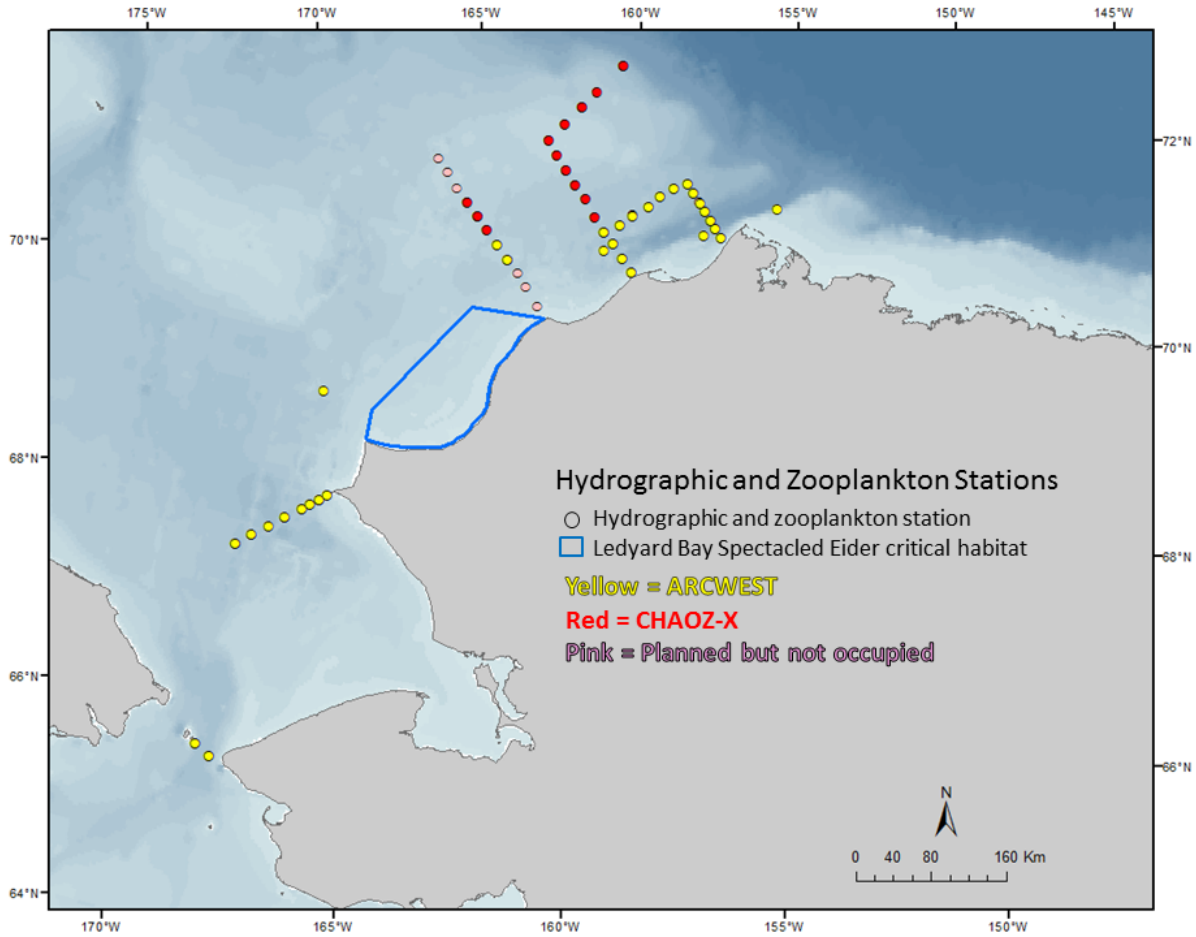 175°W 170°W 165°W 160°W 155°W 150°W 145°W
72°N
70°N
70°N
68°N
Hydrographic and Zooplankton Stations
Hydrographic and zooplankton station
Ledyard Bay Spectacled Eider critical habitat
68°N
Yellow = ARCWEST
Red = CHAOZ-X
Pink = Planned but not occupied
66°N
66°N
N
0 40 80 160 Km
64°N
170°W 165°W 160°W 155°W 150°W